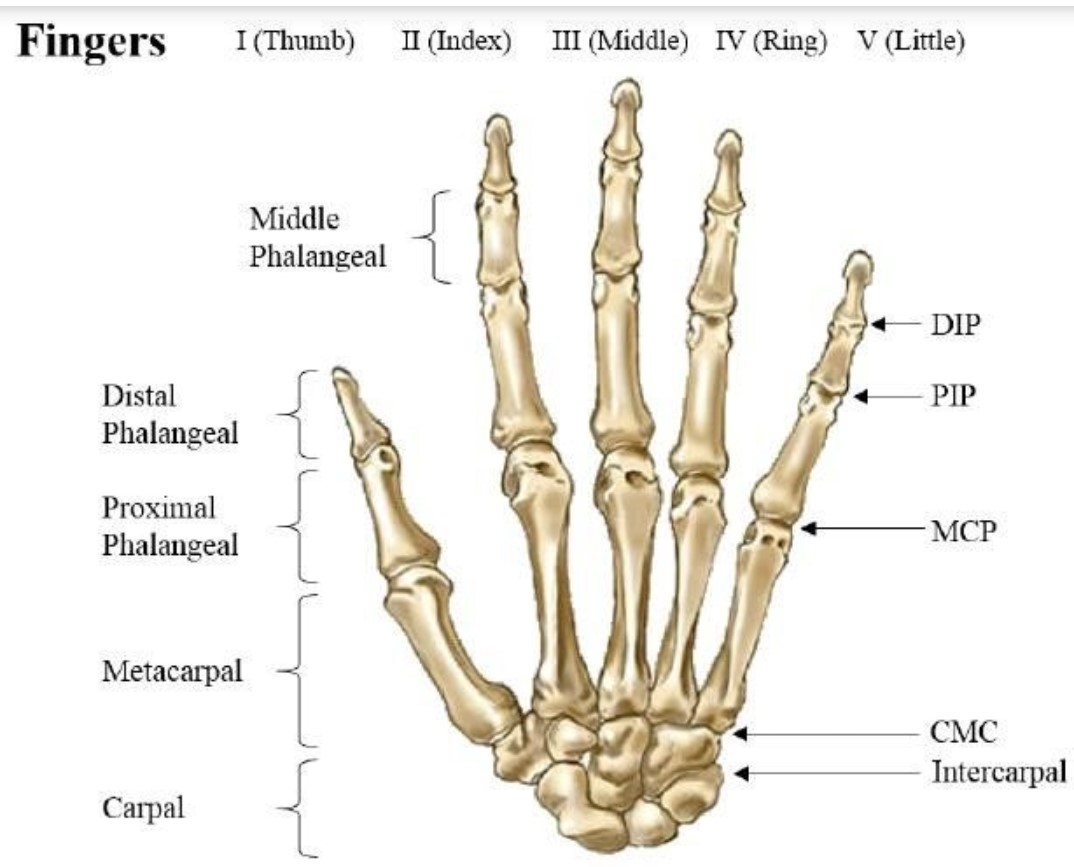 Fingers I (Thumb) II (Index) III (Middle) IV (Ring) V (Little)
Middle
Phalangeal
DIP
Distal
Phalangeal
PIP
Proximal
Phalangeal
MCP
Metacarpal
CMC
Intercarpal
Carpal